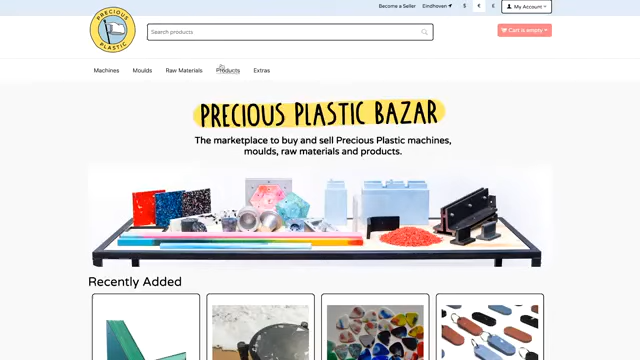 Become a Seller Eindhoven $ € £ My Account
PRECIOUS PLASTIC
Search products
Cart is empty
Machines Moulds Raw Materials Products Extras
PRECIOUS PLASTIC BAZAR
The marketplace to buy and sell Precious Plastic machines,
moulds, raw materials and products.
Recently Added